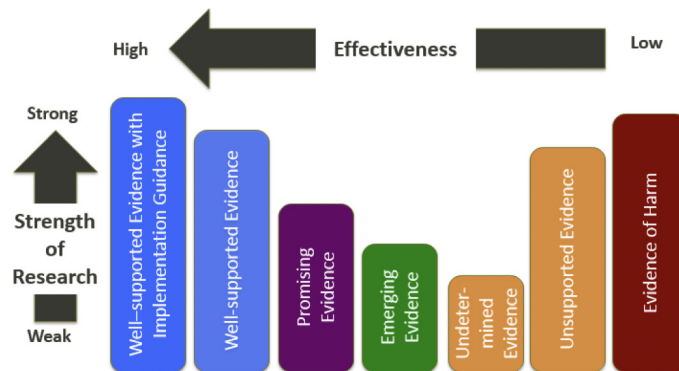 High
Effectiveness
Low
Strong
Strength
of
Research
Weak
Well–supported Evidence with
Implementation Guidance
Well-supported Evidence
Promising
Evidence
Emerging
Evidence
Undeter-
mined
Evidence
Unsupported Evidence
Evidence of Harm